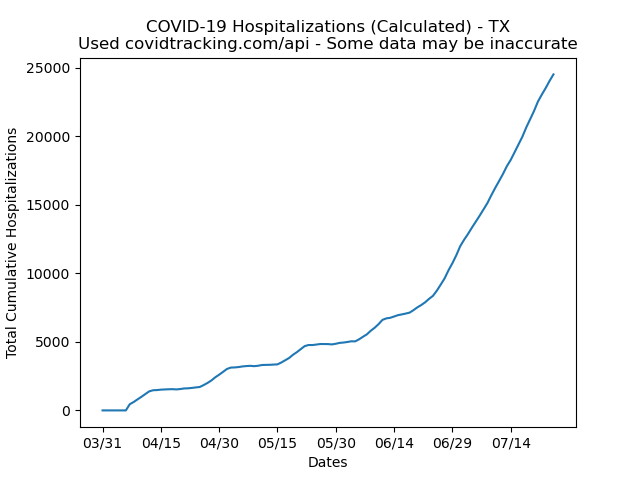 COVID-19 Hospitalizations (Calculated) - TX
Used covidtracking.com/api - Some data may be inaccurate
Total Cumulative Hospitalizations
25000
20000
15000
10000
5000
0
03/31 04/15 04/30 05/15 05/30 06/14 06/29 07/14
Dates